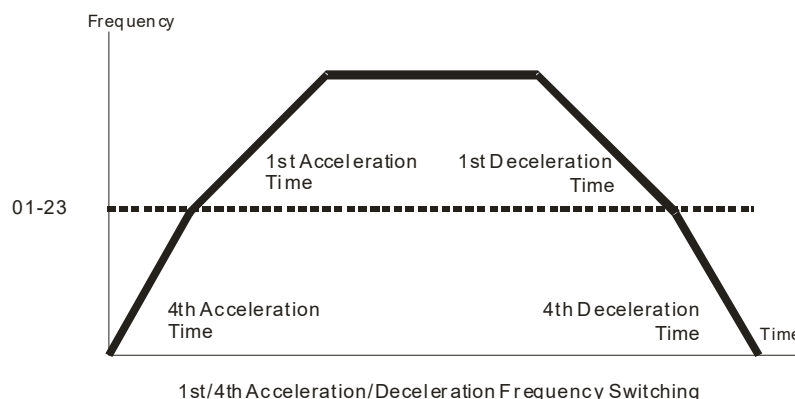 Frequency
1st Acceleration
Time
1st Deceleration
Time
01-23
4th Acceleration
Time
4th Deceleration
Time
Time
1st/4th Acceleration/Deceleration Frequency Switching